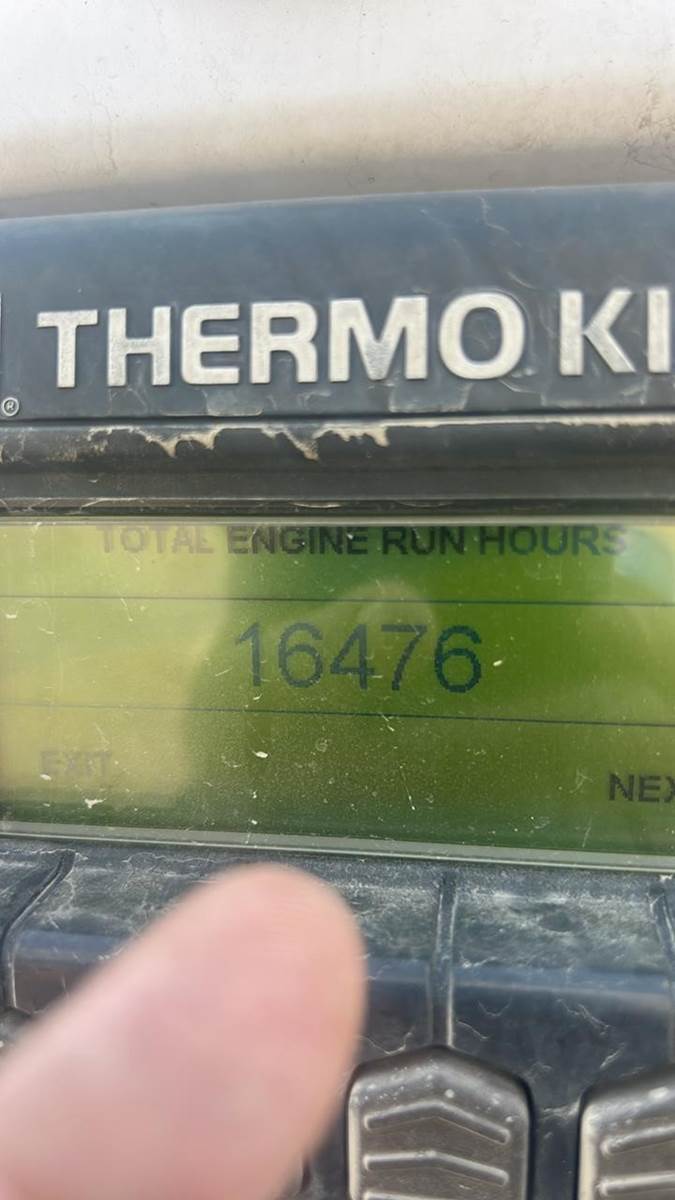 THERMO KI
®
TOTAL ENGINE RUN HOURS
16476
EXIT
NEX